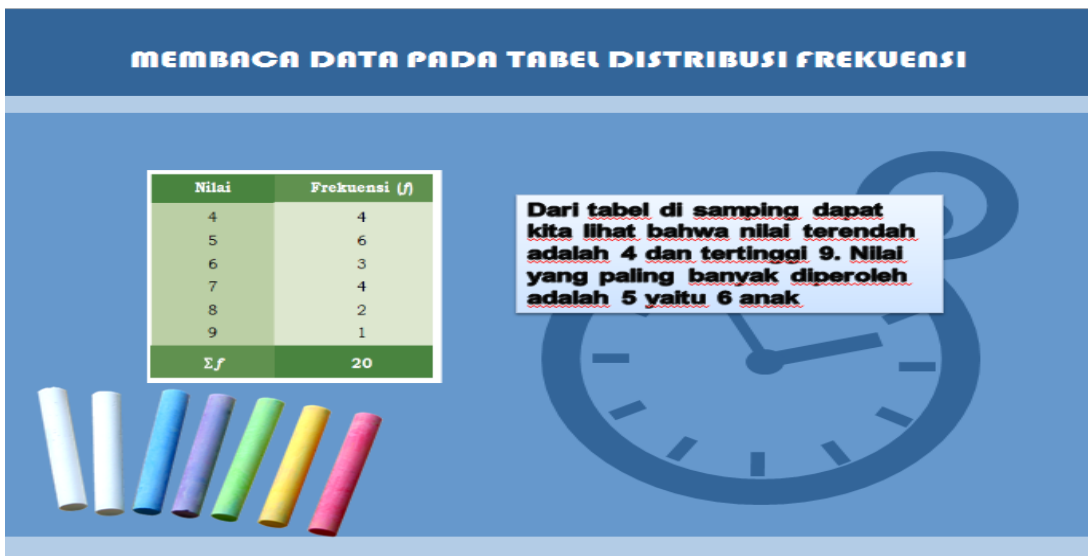 MEMBACA DATA PADA TABEL DISTRIBUSI FREKUENSI
Nilai Frekuensi (f)
4 4
5 6
6 3
7 4
8 2
9 1
Σf 20
Dari tabel di samping dapat
kita lihat bahwa nilai terendah
adalah 4 dan tertinggi 9. Nilai
yang paling banyak diperoleh
adalah 5 yaitu 6 anak